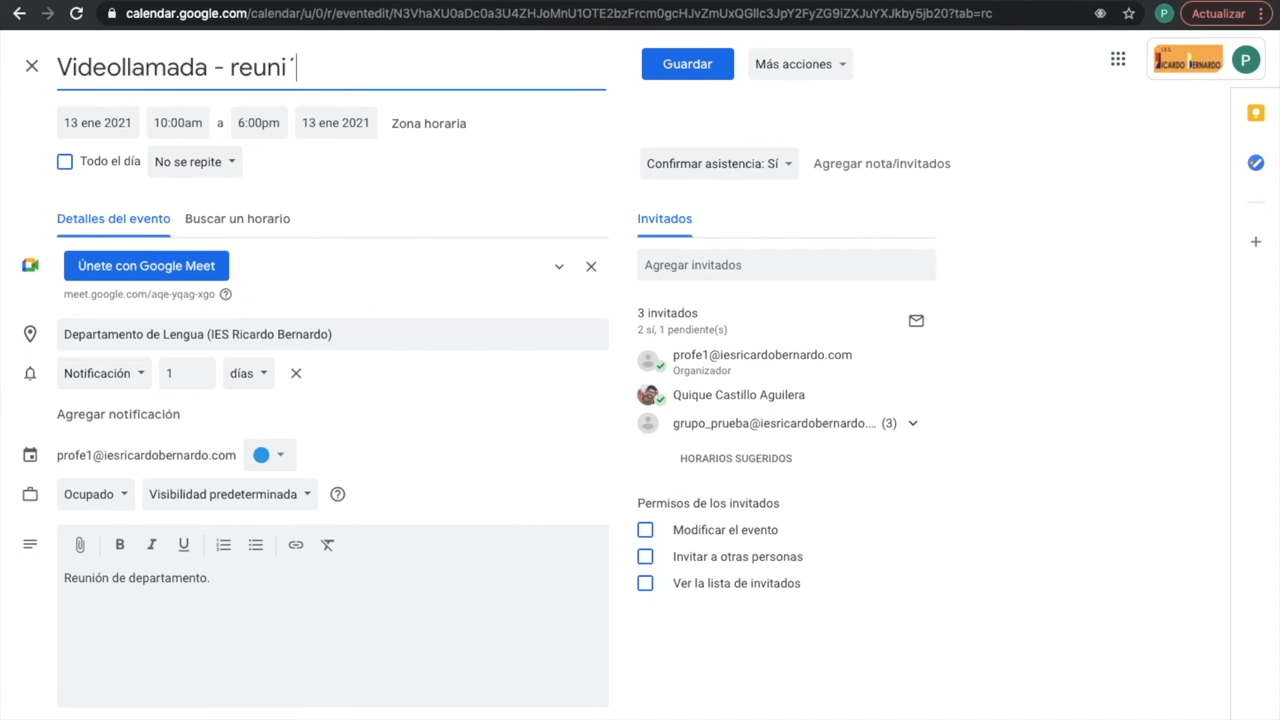 calendar.google.com/calendar/u/0/r/eventedit/N3VhaXU0aDc0a3U4ZHJoMnU1OTE2bzFrcm0gcHJvZmUxQGllc3JpY2FyZG9iZXJuYXJkby5jb20?tab=rc
P
Actualizar
Videollamada - reuni´
Guardar
Más acciones
RICARDO BERNARDO
P
13 ene 2021
10:00am
a
6:00pm
13 ene 2021
Zona horaria
Todo el día
No se repite
Confirmar asistencia: Sí
Agregar nota/invitados
Detalles del evento
Buscar un horario
Invitados
Únete con Google Meet
meet.google.com/aqe-yqag-xgo
Agregar invitados
Departamento de Lengua (IES Ricardo Bernardo)
3 invitados
2 sí, 1 pendiente(s)
Notificación
1
días
profe1@iesricardobernardo.com
Organizador
Quique Castillo Aguilera
Agregar notificación
grupo_prueba@iesricardobernardo.... (3)
profe1@iesricardobernardo.com
HORARIOS SUGERIDOS
Ocupado
Visibilidad predeterminada
Permisos de los invitados
Modificar el evento
B I U
Invitar a otras personas
Reunión de departamento.
Ver la lista de invitados